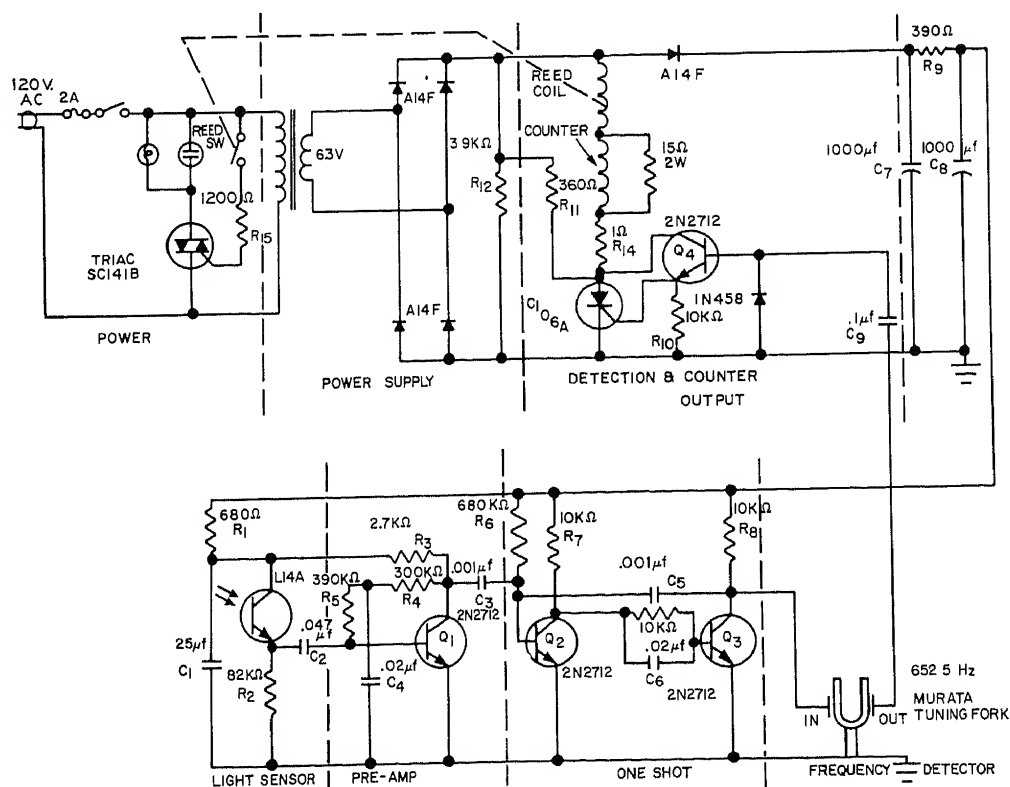 120V.
AC
2A
REED
SW
1200Ω
R15
TRIAC
SC141B
POWER
63V
A14F
A14F
POWER SUPPLY
3.9KΩ
R12
360Ω
R11
REED
COIL
COUNTER
15Ω
2W
1Ω
R14
A14F
2N2712
Q4
C106A
1N458
10KΩ
R10
DETECTION & COUNTER
OUTPUT
.1μf
C9
1000μf
C7
390Ω
R9
1000 μf
C8
680Ω
R1
L14A
25μf
C1
82KΩ
R2
.047
μf
C2
LIGHT SENSOR
2.7KΩ
R3
390KΩ
R5
300KΩ
R4
.02μf
C4
Q1
2N2712
.001μf
C3
PRE-AMP
680KΩ
R6
10KΩ
R7
.001μf
C5
10KΩ
R8
Q2
2N2712
10KΩ
.02μf
C6
Q3
2N2712
ONE SHOT
652 5 Hz
MURATA
TUNING FORK
IN
OUT
FREQUENCY DETECTOR